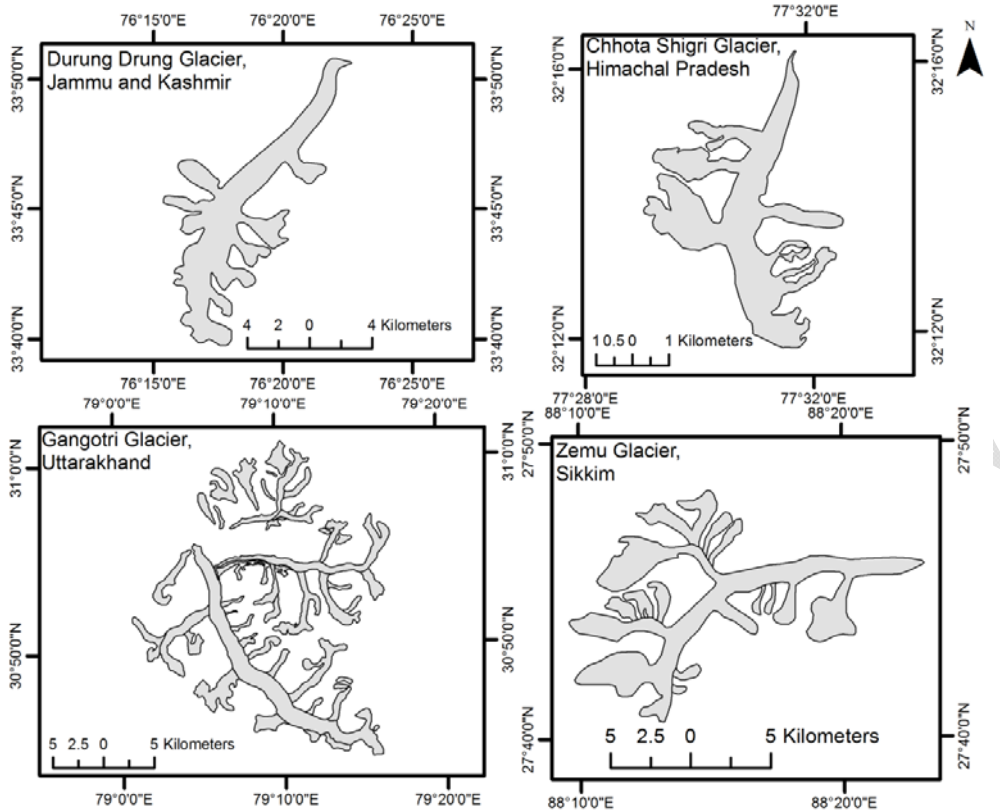 76°15'0"E 76°20'0"E 76°25'0"E
77°32'0"E
N
Durung Drung Glacier,
Jammu and Kashmir
33°50'0"N
33°50'0"N
33°45'0"N
33°45'0"N
33°40'0"N
33°40'0"N
4 2 0 4 Kilometers
76°15'0"E 76°20'0"E 76°25'0"E
Chhota Shigri Glacier,
Himachal Pradesh
32°16'0"N
32°16'0"N
32°12'0"N
32°12'0"N
1 0.5 0 1 Kilometers
77°28'0"E 77°32'0"E
79°0'0"E 79°10'0"E 79°20'0"E
Gangotri Glacier,
Uttarakhand
31°0'0"N
31°0'0"N
30°50'0"N
30°50'0"N
5 2.5 0 5 Kilometers
79°0'0"E 79°10'0"E 79°20'0"E
88°10'0"E 88°20'0"E
Zemu Glacier,
Sikkim
27°50'0"N
27°50'0"N
27°40'0"N
27°40'0"N
5 2.5 0 5 Kilometers
88°10'0"E 88°20'0"E